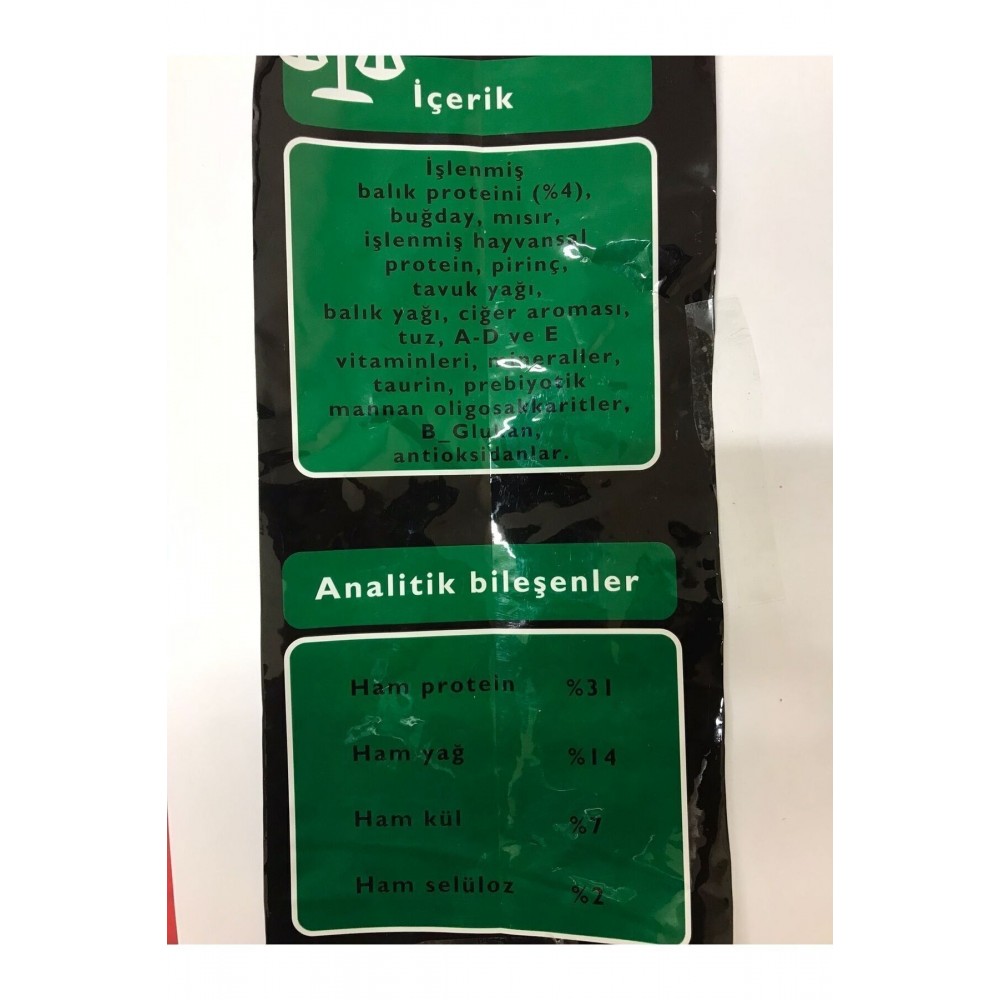 İçerik
İşlenmiş
balık proteini (%4),
buğday, mısır,
işlenmiş hayvansal
protein, pirinç,
tavuk yağı,
balık yağı, ciğer aroması,
tuz, A-D ve E
vitaminleri, mineraller,
taurin, prebiyotik
mannan oligosakkaritler,
B_Glukan,
antioksidanlar.
Analitik bileşenler
Ham protein %31
Ham yağ %14
Ham kül %7
Ham selüloz %2